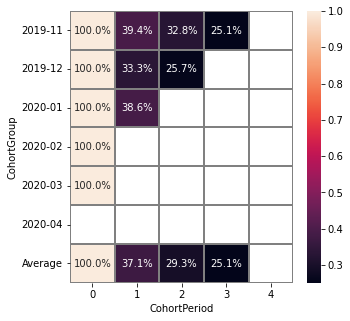 2019-11 100.0% 39.4% 32.8% 25.1%
2019-12 100.0% 33.3% 25.7%
2020-01 100.0% 38.6%
2020-02 100.0%
2020-03 100.0%
2020-04
Average 100.0% 37.1% 29.3% 25.1%
0 1 2 3 4
CohortPeriod
CohortGroup
1.0
0.9
0.8
0.7
0.6
0.5
0.4
0.3